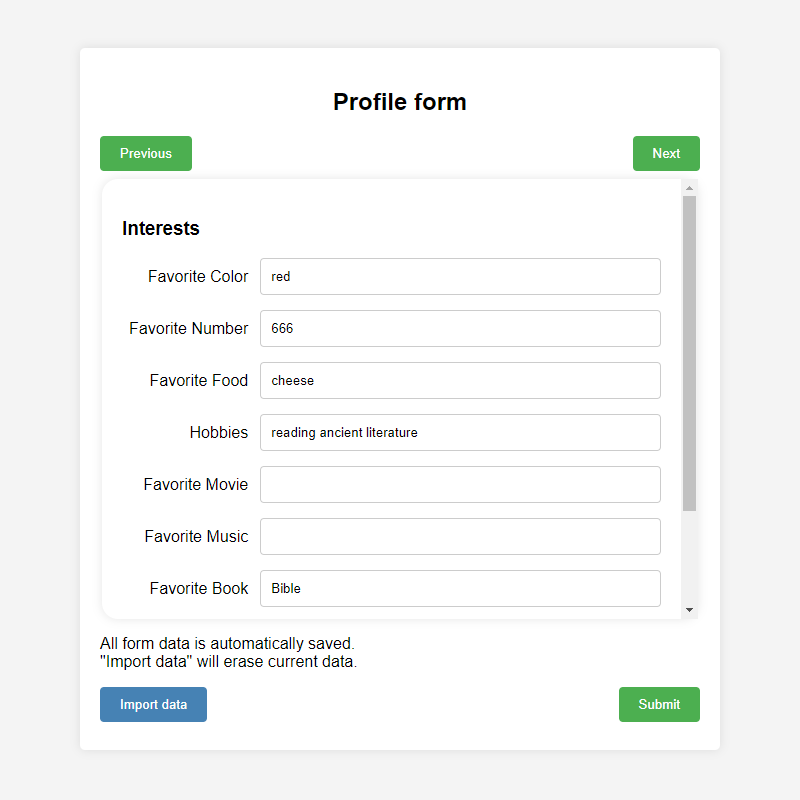 Profile form
Previous
Next
Interests
Favorite Color red
Favorite Number 666
Favorite Food cheese
Hobbies reading ancient literature
Favorite Movie
Favorite Music
Favorite Book Bible
All form data is automatically saved.
"Import data" will erase current data.
Import data
Submit